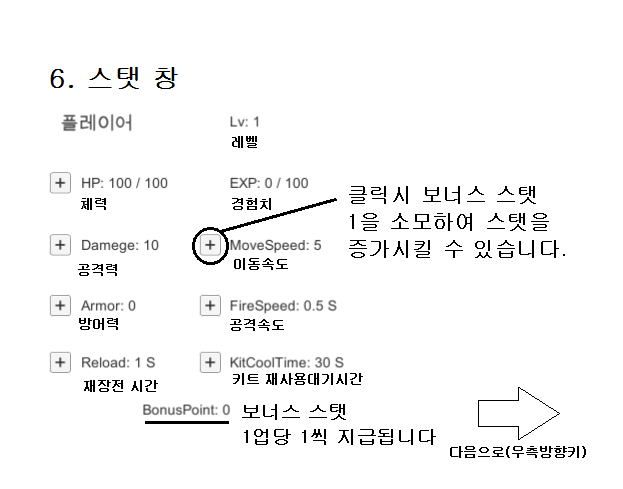 6. 스탯 창
플레이어
Lv: 1
레벨
+ HP: 100 / 100
EXP: 0 / 100
체력
경험치
클릭시 보너스 스탯
1을 소모하여 스탯을
증가시킬 수 있습니다.
+ Damege: 10
+ MoveSpeed: 5
공격력
이동속도
+ Armor: 0
+ FireSpeed: 0.5 S
방어력
공격속도
+ Reload: 1 S
+ KitCoolTime: 30 S
재장전 시간
키트 재사용대기시간
BonusPoint: 0
보너스 스탯
1업당 1씩 지급됩니다
다음으로(우측방향키)